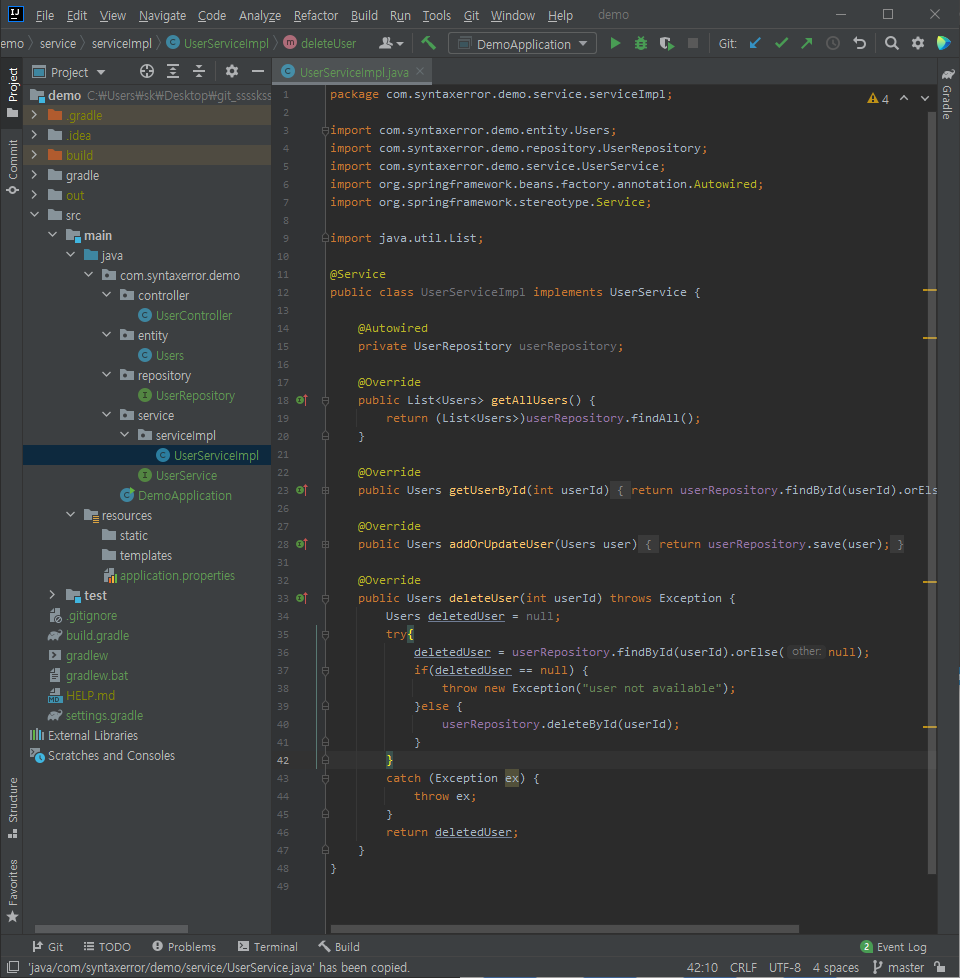 File Edit View Navigate Code Analyze Refactor Build Run Tools Git Window Help demo
emo service serviceImpl UserServiceImpl deleteUser DemoApplication Git:
Project
UserServiceImpl.java
Project
Commit
Structure
Favorites
demo C:₩Users₩sk₩Desktop₩git_sssskss
.gradle
.idea
build
gradle
out
src
main
java
com.syntaxerror.demo
controller
UserController
entity
Users
repository
UserRepository
service
serviceImpl
UserServiceImpl
UserService
DemoApplication
resources
static
templates
application.properties
test
.gitignore
build.gradle
gradlew
gradlew.bat
HELP.md
settings.gradle
External Libraries
Scratches and Consoles
4
1 package com.syntaxerror.demo.service.serviceImpl;
2
3 import com.syntaxerror.demo.entity.Users;
4 import com.syntaxerror.demo.repository.UserRepository;
5 import com.syntaxerror.demo.service.UserService;
6 import org.springframework.beans.factory.annotation.Autowired;
7 import org.springframework.stereotype.Service;
8
9 import java.util.List;
10
11 @Service
12 public class UserServiceImpl implements UserService {
13
14 @Autowired
15 private UserRepository userRepository;
16
17 @Override
18 public List<Users> getAllUsers() {
19 return (List<Users>)userRepository.findAll();
20 }
21
22 @Override
23 public Users getUserById(int userId) { return userRepository.findById(userId).orEls
26
27 @Override
28 public Users addOrUpdateUser(Users user) { return userRepository.save(user); }
31
32 @Override
33 public Users deleteUser(int userId) throws Exception {
34 Users deletedUser = null;
35 try{
36 deletedUser = userRepository.findById(userId).orElse( other: null);
37 if(deletedUser == null) {
38 throw new Exception("user not available");
39 }else {
40 userRepository.deleteById(userId);
41 }
42 }
43 catch (Exception ex) {
44 throw ex;
45 }
46 return deletedUser;
47 }
48 }
49
Gradle
Git TODO Problems Terminal Build 2 Event Log
'java/com/syntaxerror/demo/service/UserService.java' has been copied. 42:10 CRLF UTF-8 4 spaces master